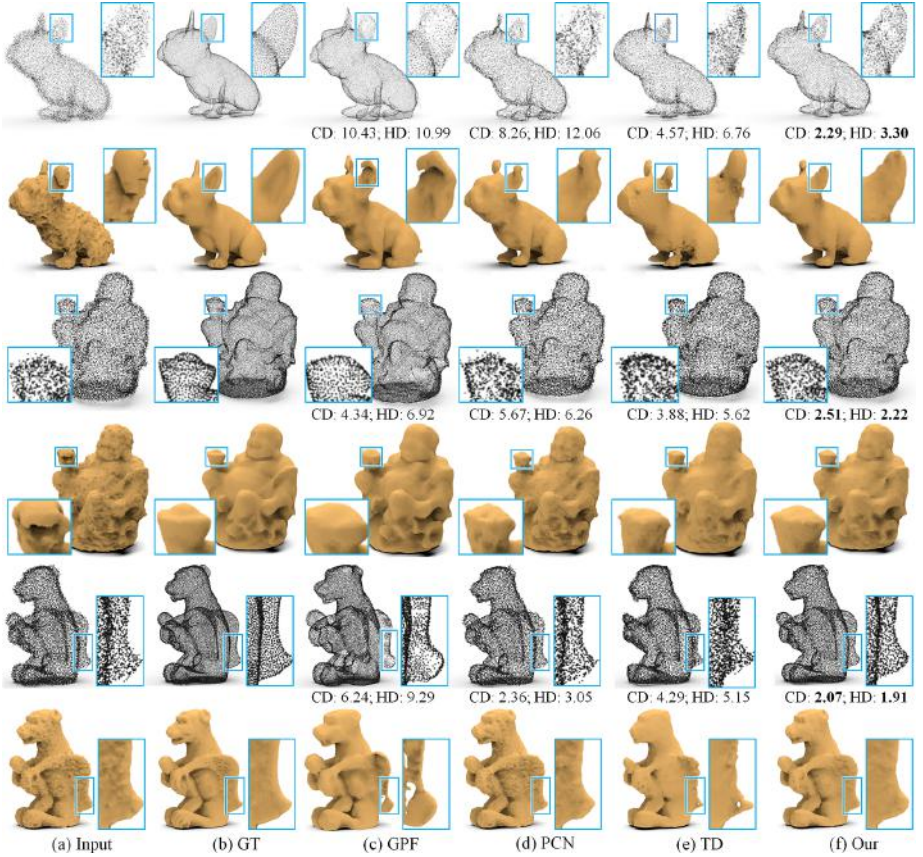 CD: 10.43; HD: 10.99 CD: 8.26; HD: 12.06 CD: 4.57; HD: 6.76 CD: 2.29; HD: 3.30
CD: 4.34; HD: 6.92 CD: 5.67; HD: 6.26 CD: 3.88; HD: 5.62 CD: 2.51; HD: 2.22
CD: 6.24; HD: 9.29 CD: 2.36; HD: 3.05 CD: 4.29; HD: 5.15 CD: 2.07; HD: 1.91
(a) Input (b) GT (c) GPF (d) PCN (e) TD (f) Our